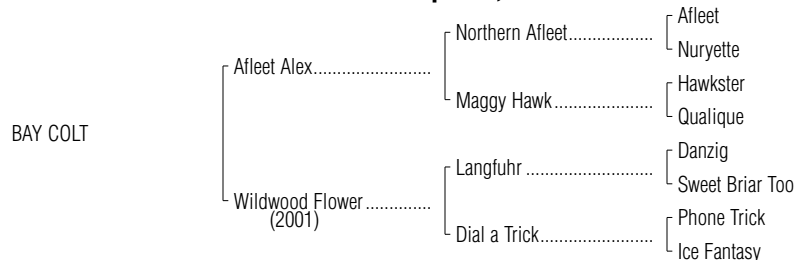 Afleet
Northern Afleet....................
Nuryette
Afleet Alex.........................
Hawkster
Maggy Hawk .....................
Qualique
BAY COLT
Danzig
Langfuhr ...........................
Sweet Briar Too
Wildwood Flower ..............
(2001)
Phone Trick
Dial a Trick........................
Ice Fantasy